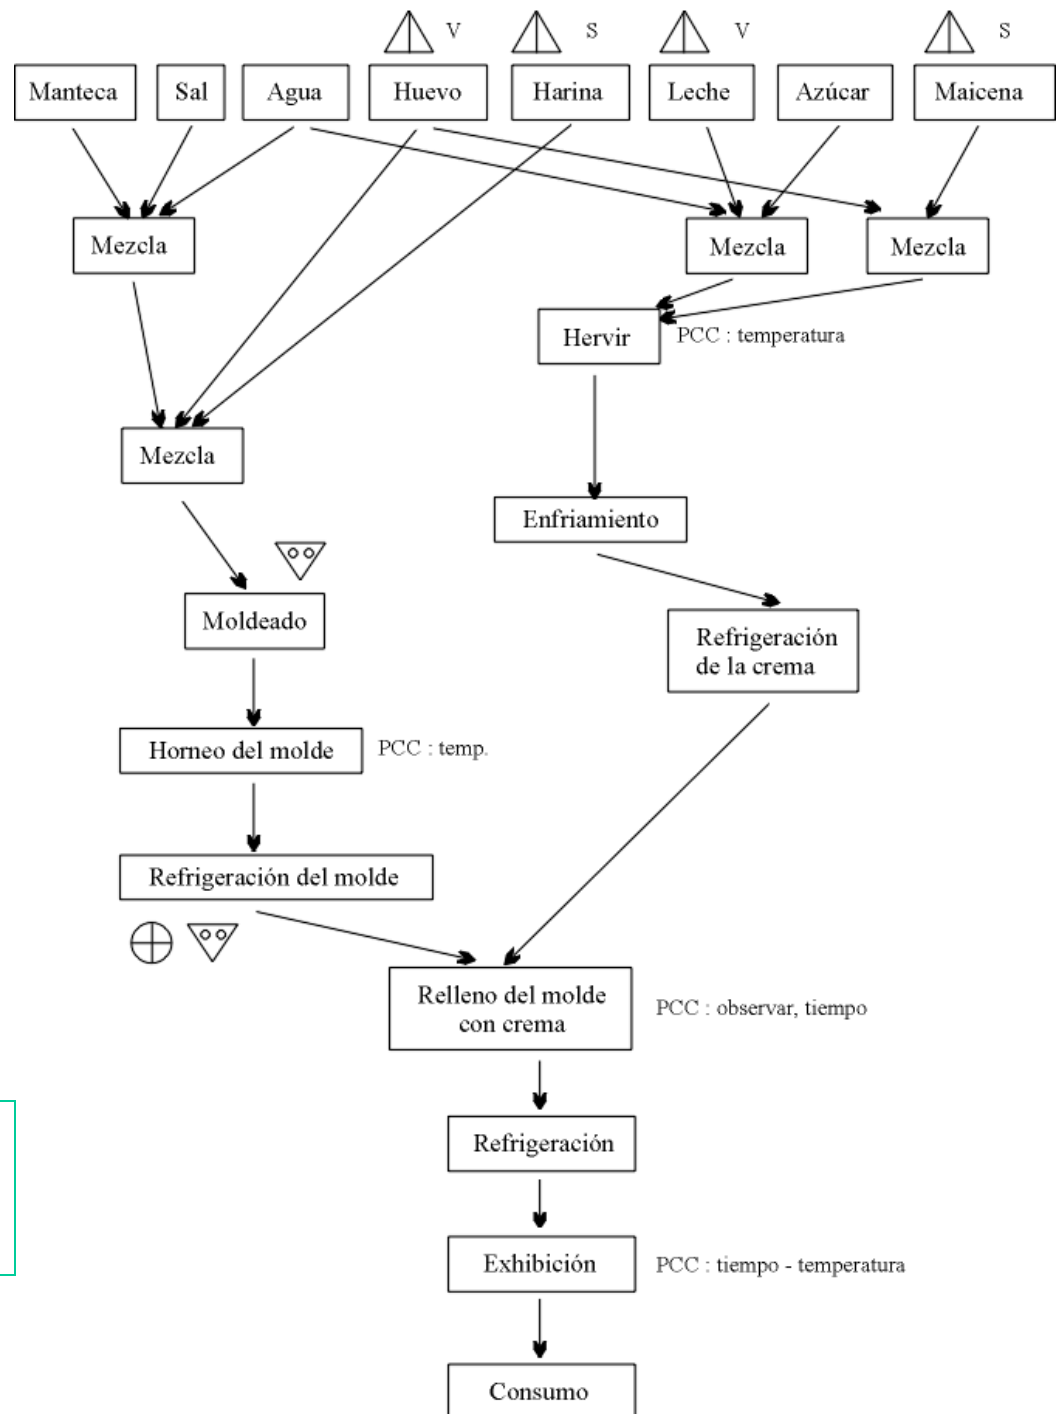 V
S
V
S
Manteca
Sal
Agua
Huevo
Harina
Leche
Azúcar
Maicena
Mezcla
Mezcla
Mezcla
Hervir
PCC : temperatura
Mezcla
Enfriamiento
Moldeado
Refrigeración
de la crema
Horneo del molde
PCC : temp.
Refrigeración del molde
Relleno del molde
con crema
PCC : observar, tiempo
Refrigeración
Exhibición
PCC : tiempo - temperatura
Consumo